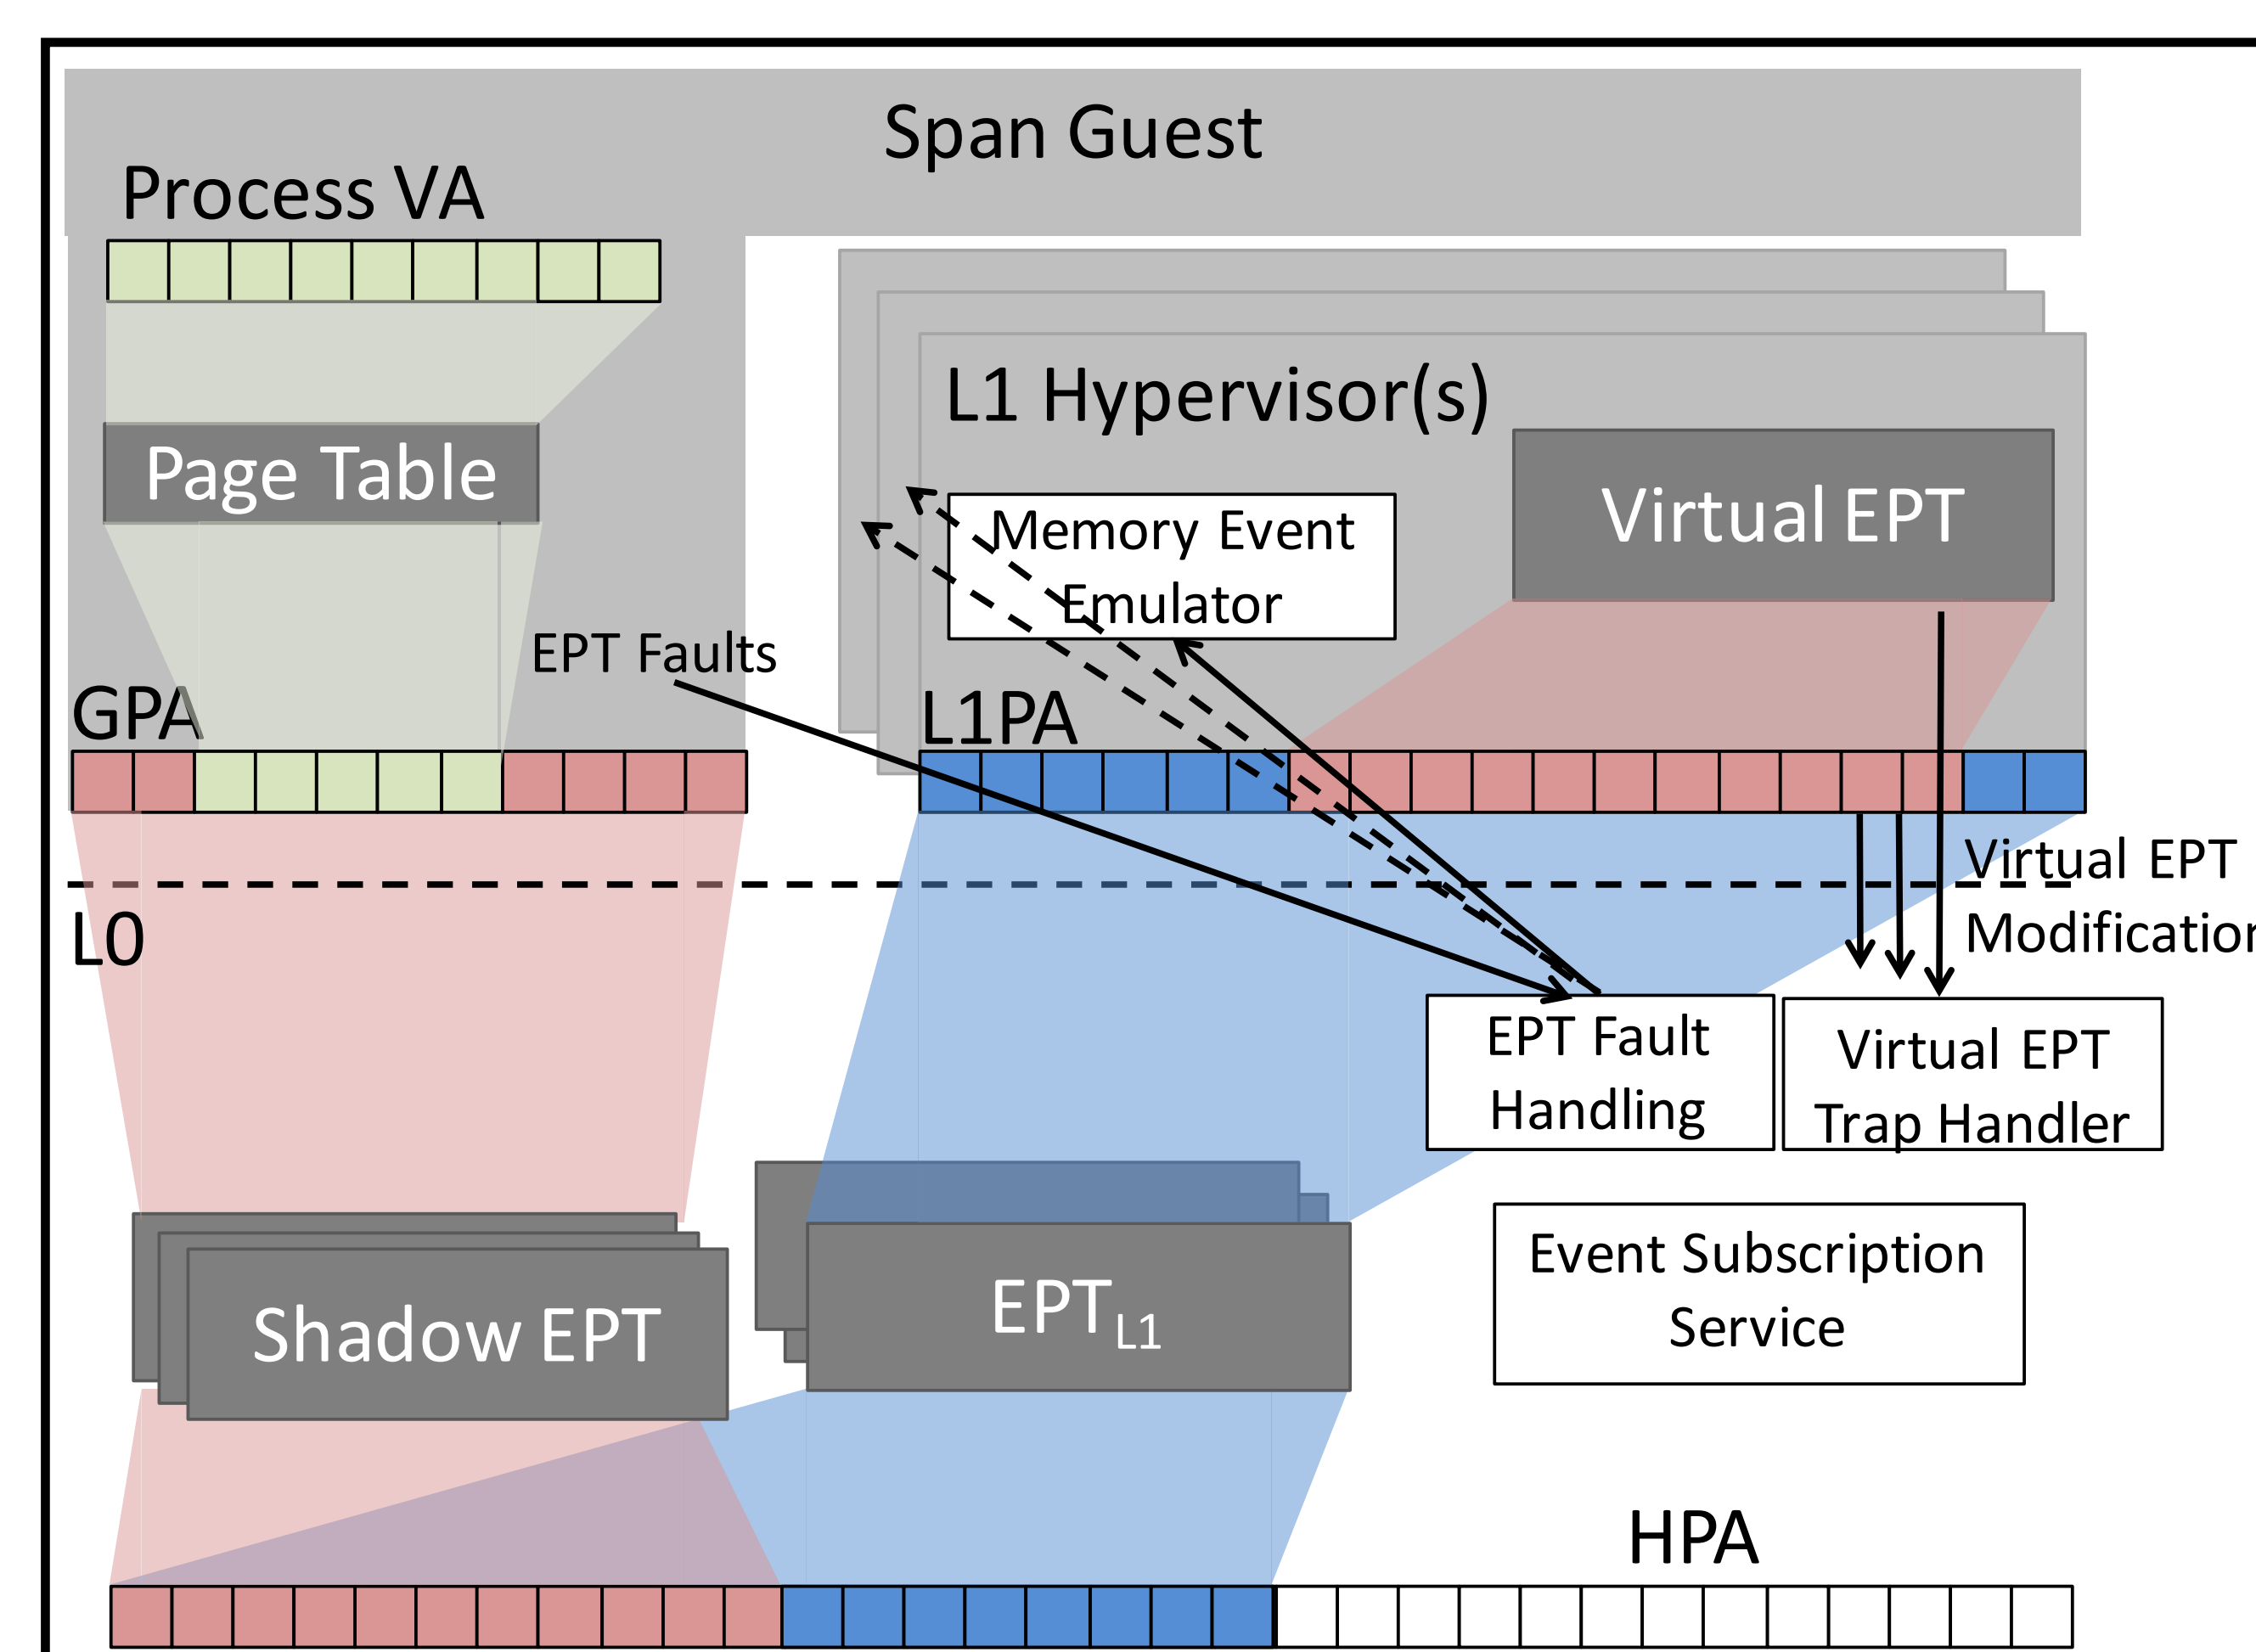 Span Guest
Process VA
L1 Hypervisor(s)
Page Table
Virtual EPT
Memory Event
Emulator
EPT Faults
GPA
L1PA
Virtual EPT
Modification
L0
EPT Fault
Handling
Virtual EPT
Trap Handler
Event Subscription
Service
Shadow EPT
EPT L1
HPA